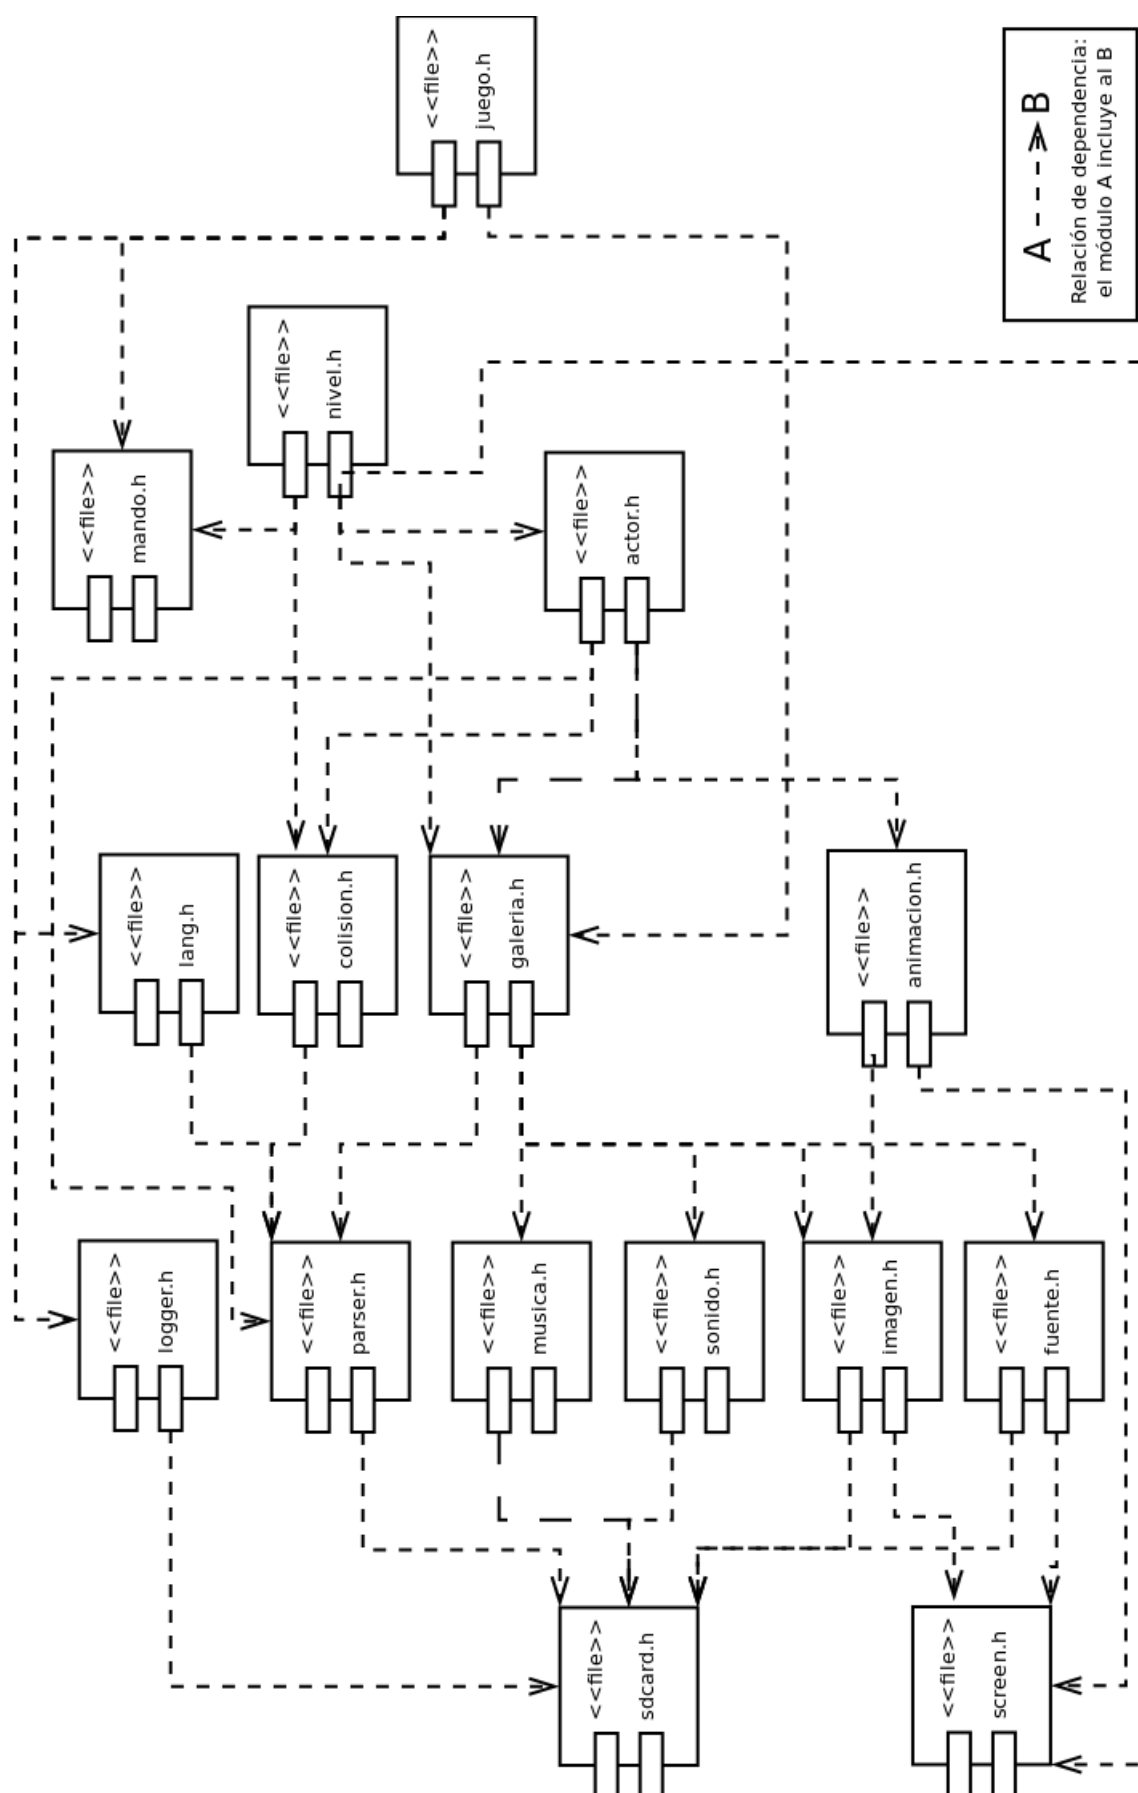 <<file>>
juego.h
A B
Relación de dependencia:
el módulo A incluye al B
<<file>>
nivel.h
<<file>>
mando.h
<<file>>
actor.h
<<file>>
lang.h
<<file>>
colision.h
<<file>>
galeria.h
<<file>>
animacion.h
<<file>>
logger.h
<<file>>
parser.h
<<file>>
musica.h
<<file>>
sonido.h
<<file>>
imagen.h
<<file>>
fuente.h
<<file>>
sdcard.h
<<file>>
screen.h